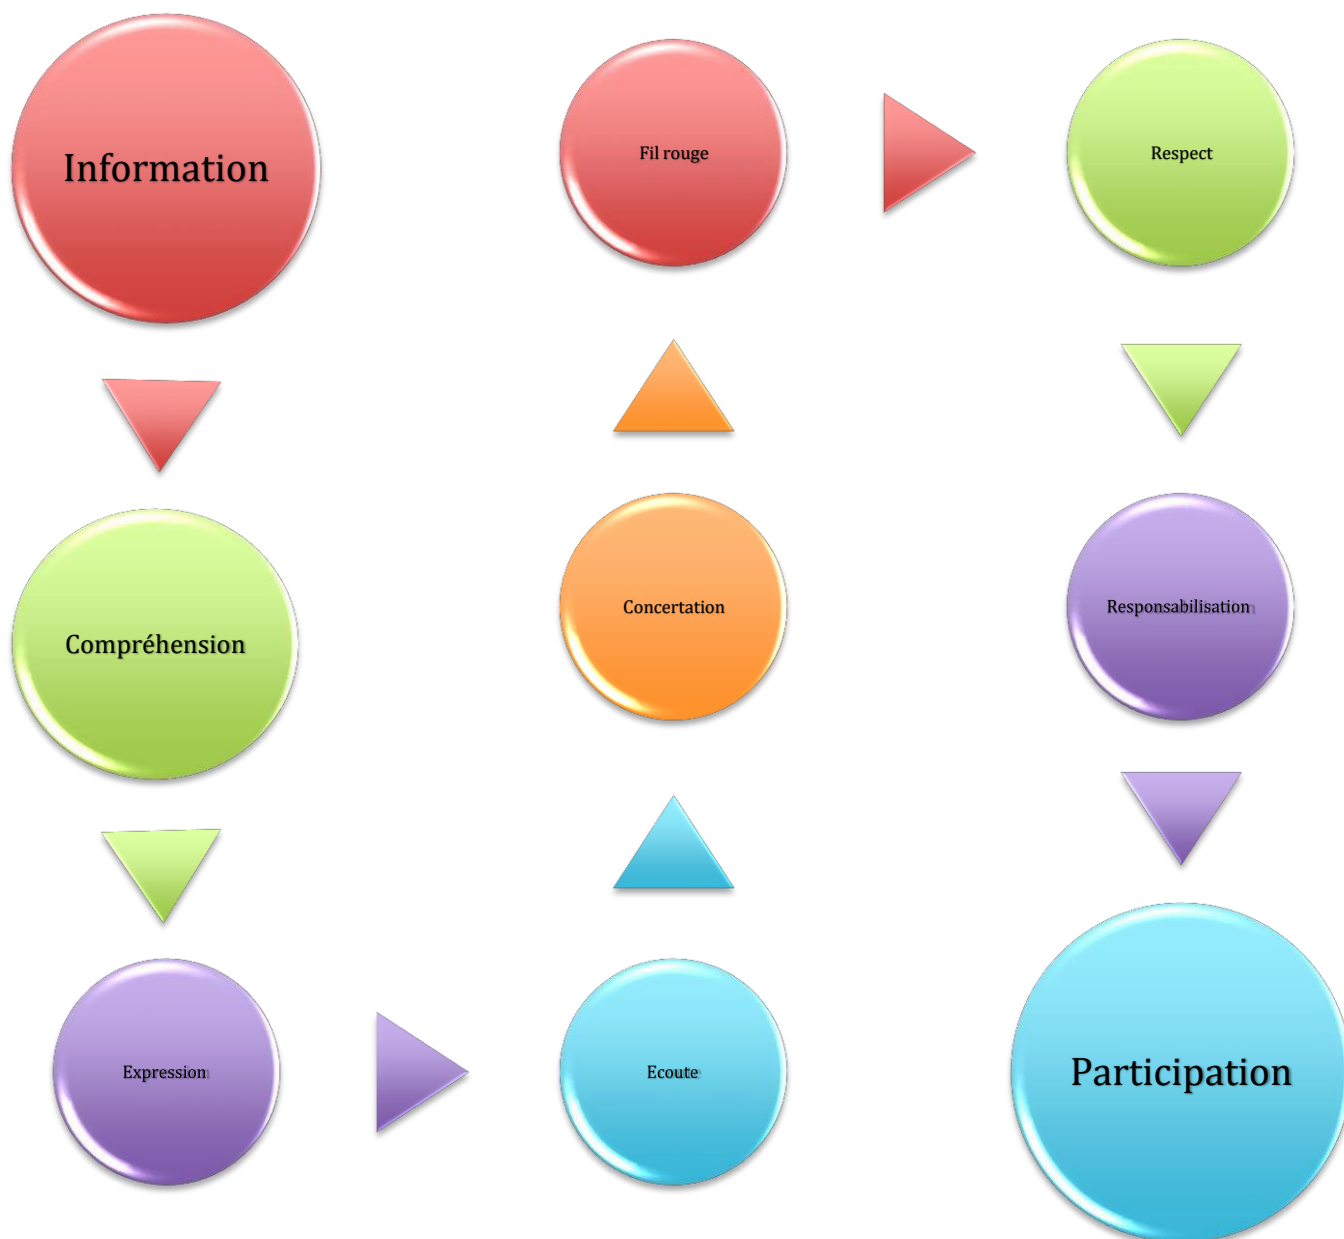 Information
Compréhension
Expression
Ecoute
Concertation
Fil rouge
Respect
Responsabilisation
Participation